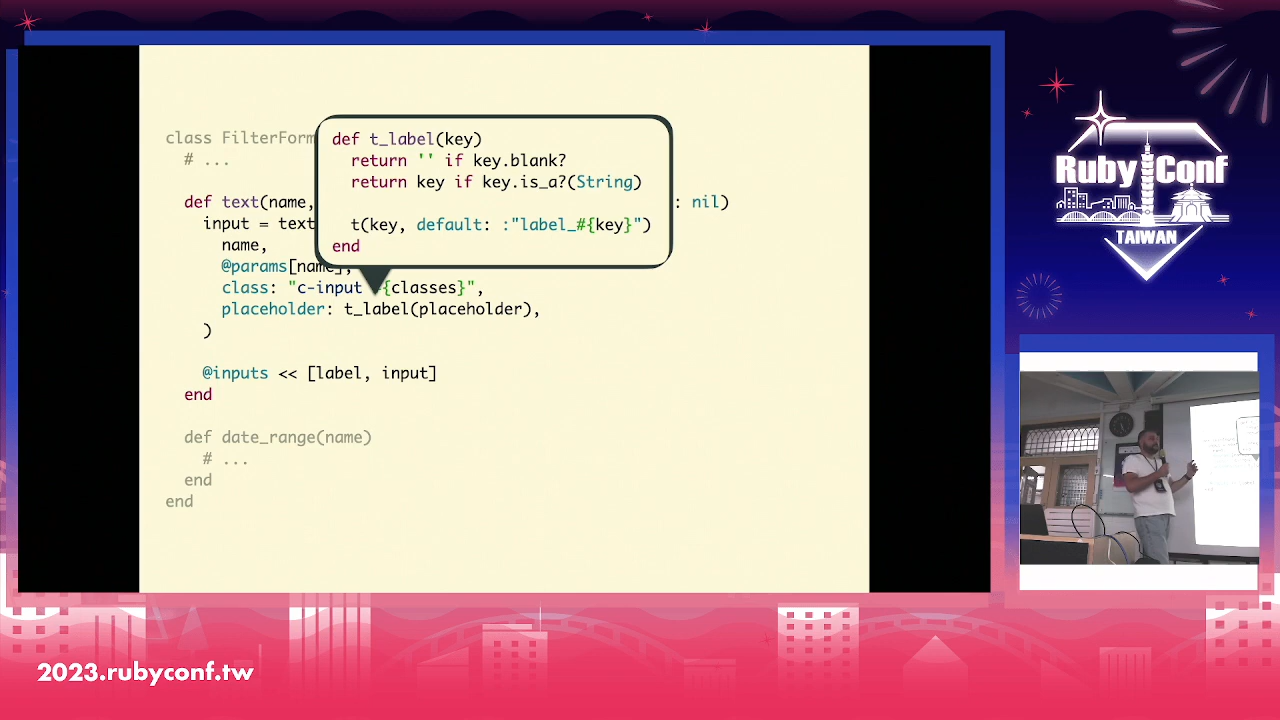 class FilterForm
# ...
def text(name,
: nil)
input = text
name,
@params[name],
class: "c-input {classes}",
placeholder: t_label(placeholder),
)
@inputs << [label, input]
end
def date_range(name)
# ...
end
end
def t_label(key)
return '' if key.blank?
return key if key.is_a?(String)
t(key, default: :"label_#{key}")
end
RubyConf
TAIWAN
2023.rubyconf.tw